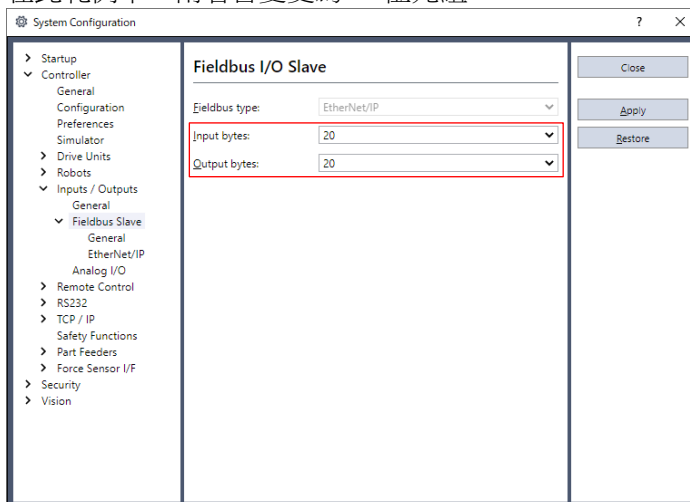 System Configuration
Startup
Controller
General
Configuration
Preferences
Simulator
Drive Units
Robots
Inputs / Outputs
General
Fieldbus Slave
General
EtherNet/IP
Analog I/O
Remote Control
RS232
TCP / IP
Safety Functions
Part Feeders
Force Sensor I/F
Security
Vision
Fieldbus I/O Slave
Fieldbus type: EtherNet/IP
Input bytes: 20
Output bytes: 20
Close
Apply
Restore